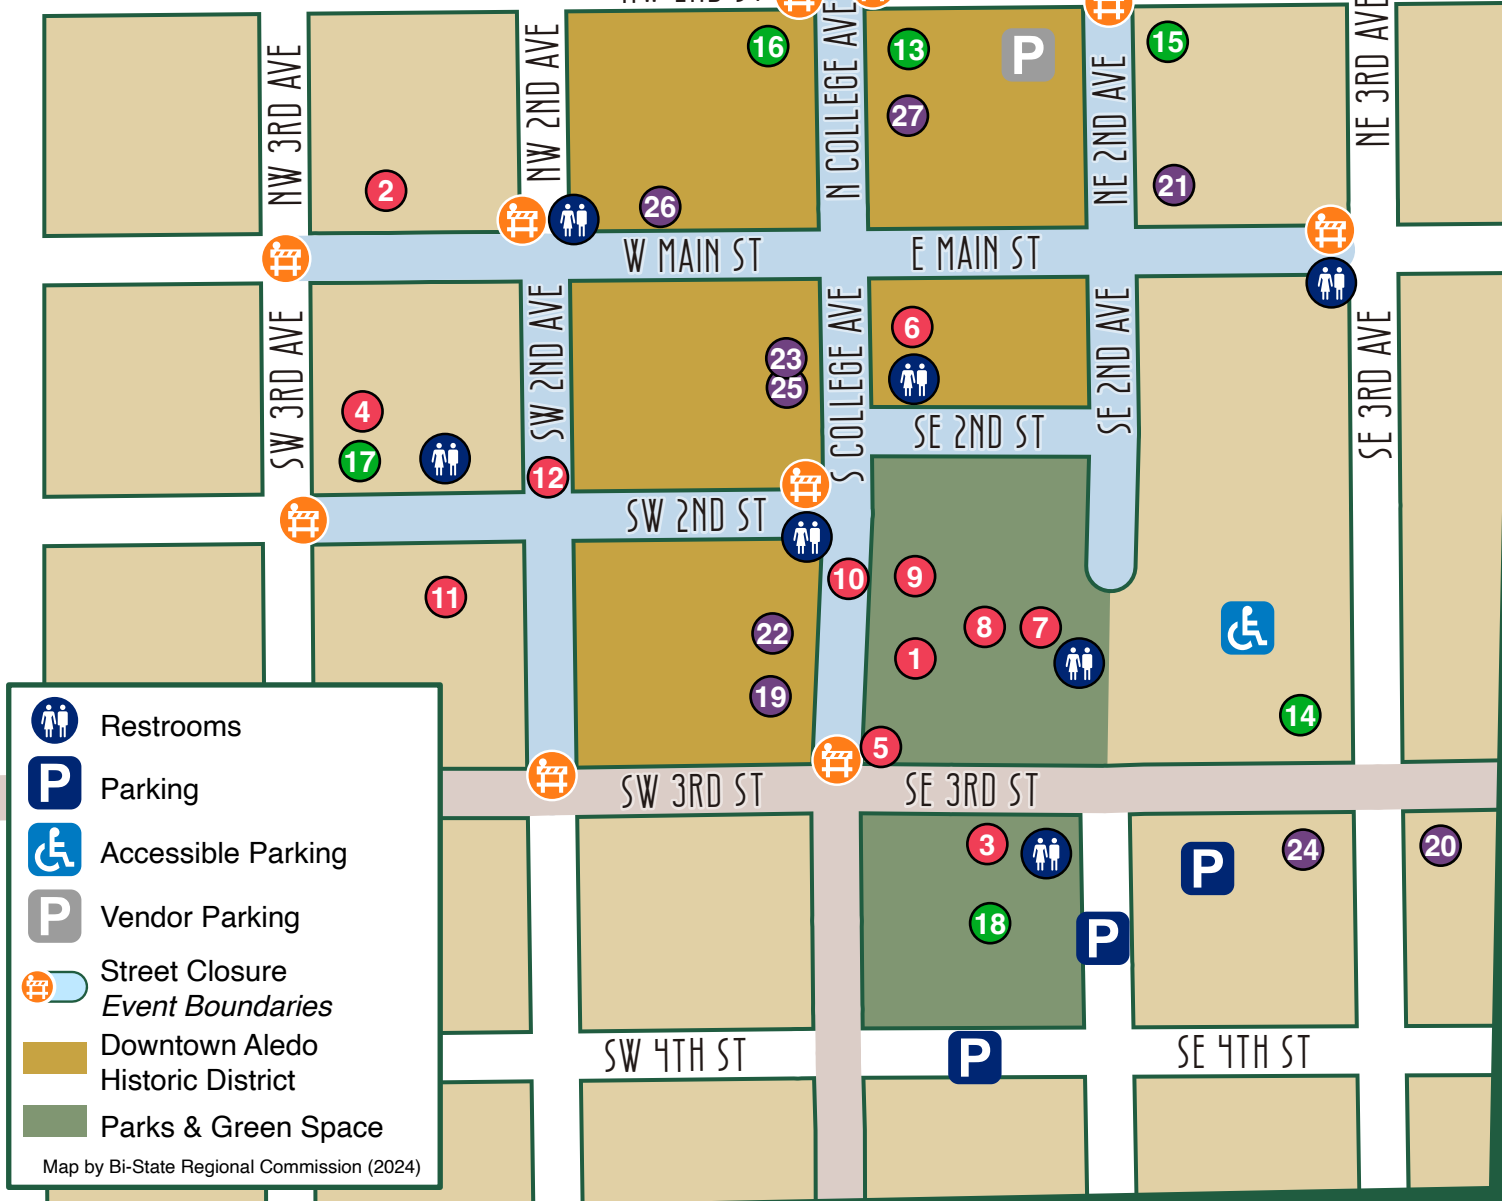 NW 2ND ST
16
13
P
15
27
NW 3RD AVE
NW 2ND AVE
N COLLEGE AVE
NE 2ND AVE
NE 3RD AVE
2
26
21
W MAIN ST
E MAIN ST
SW 3RD AVE
SW 2ND AVE
S COLLEGE AVE
SE 2ND AVE
SE 3RD AVE
6
23
25
4
17
12
SE 2ND ST
SW 2ND ST
10
9
11
8
7
22
1
19
14
5
SW 3RD ST
SE 3RD ST
3
24
20
P
18
P
SW 4TH ST
P
SE 4TH ST
Restrooms
P Parking
Accessible Parking
P Vendor Parking
Street Closure
Event Boundaries
Downtown Aledo
Historic District
Parks & Green Space
Map by Bi-State Regional Commission (2024)